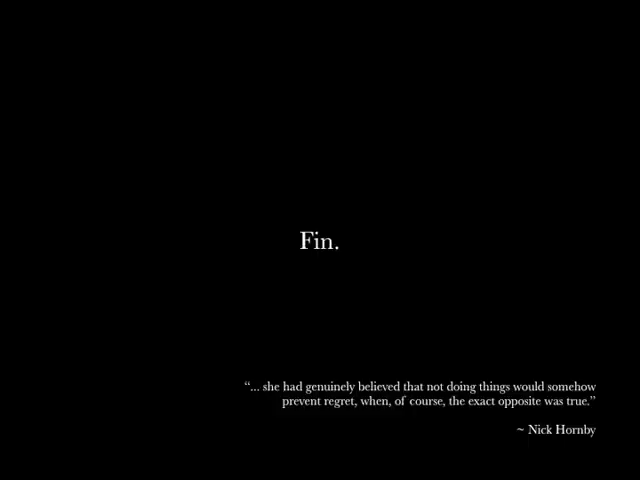 Fin.
“... she had genuinely believed that not doing things would somehow
prevent regret, when, of course, the exact opposite was true.”
~ Nick Hornby